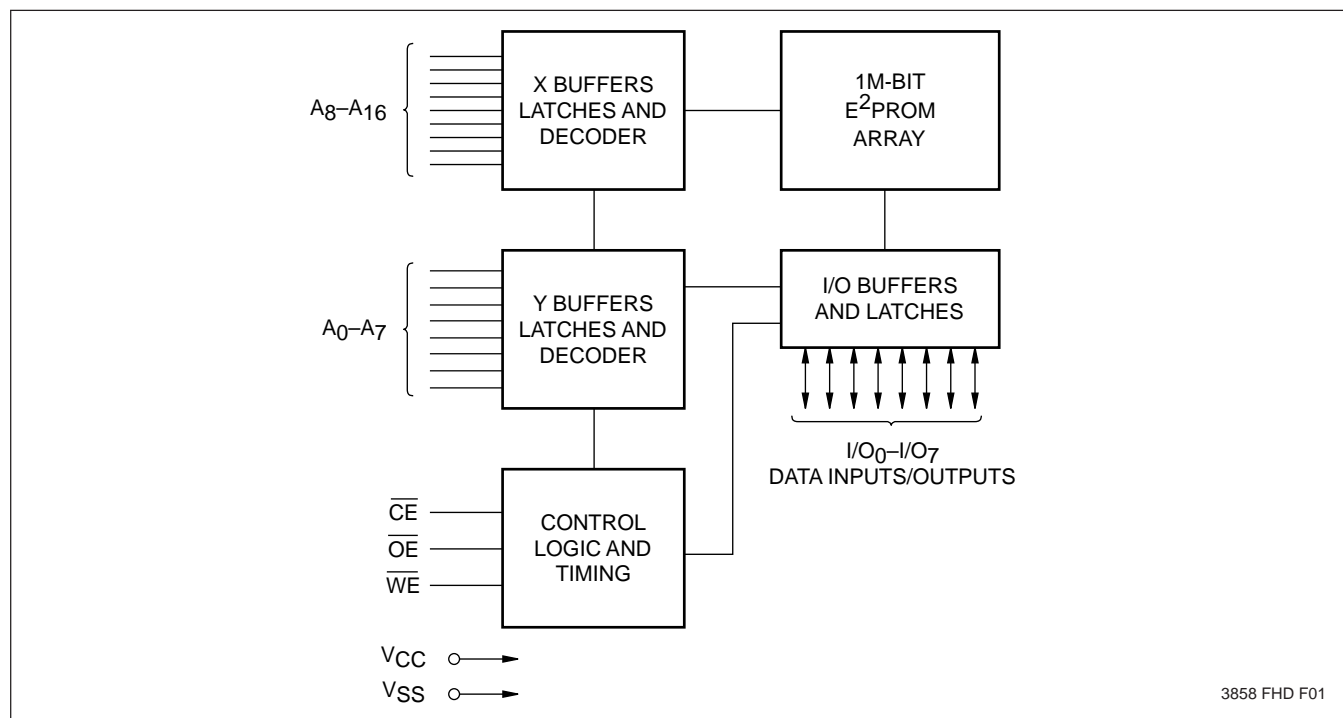 A8–A16
X BUFFERS
LATCHES AND
DECODER
1M-BIT
E2PROM
ARRAY
A0–A7
Y BUFFERS
LATCHES AND
DECODER
I/O BUFFERS
AND LATCHES
I/O0–I/O7
DATA INPUTS/OUTPUTS
CE
OE
WE
CONTROL
LOGIC AND
TIMING
VCC
VSS
3858 FHD F01